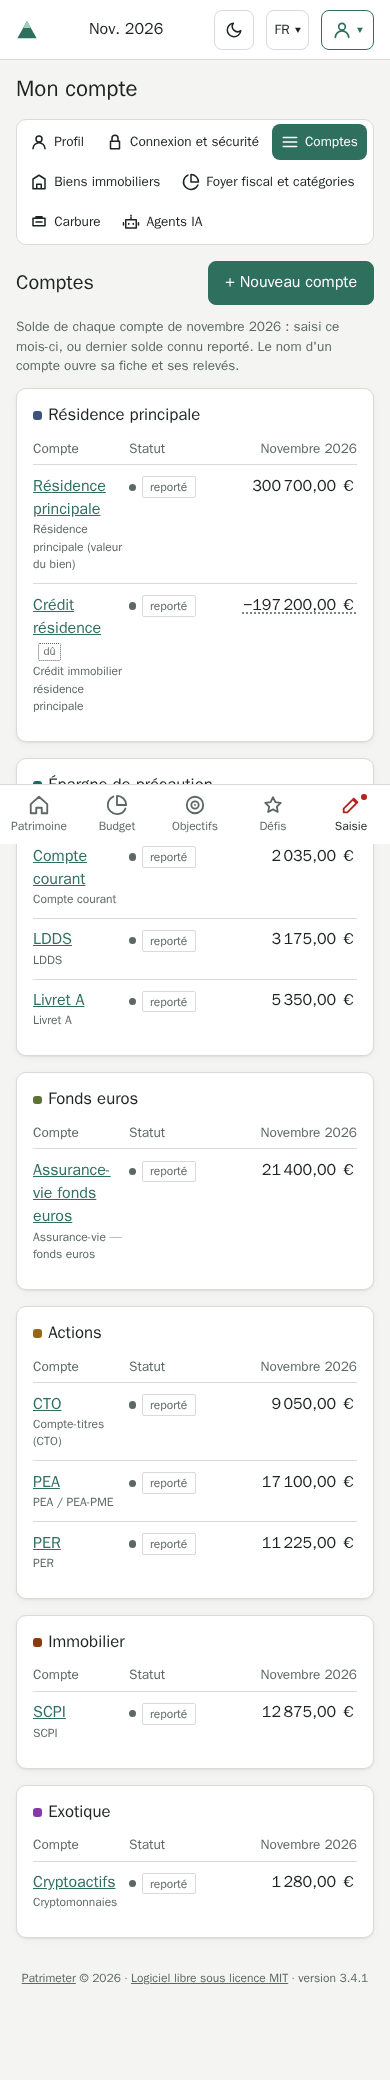 Nov. 2026
FR ▾
▾
Mon compte
Profil
Connexion et sécurité
Comptes
Biens immobiliers
Foyer fiscal et catégories
Carbure
Agents IA
Comptes
+ Nouveau compte
Solde de chaque compte de novembre 2026 : saisi ce
mois-ci, ou dernier solde connu reporté. Le nom d'un
compte ouvre sa fiche et ses relevés.
Résidence principale
Compte Statut Novembre 2026
Résidence reporté 300 700,00 €
principale
Résidence
principale (valeur
du bien)
Crédit reporté −197 200,00 €
résidence
dû
Crédit immobilier
résidence
principale
Épargne de précaution
Patrimoine Budget Objectifs Défis Saisie
Compte reporté 2 035,00 €
courant
Compte courant
LDDS reporté 3 175,00 €
LDDS
Livret A reporté 5 350,00 €
Livret A
Fonds euros
Compte Statut Novembre 2026
Assurance- reporté 21 400,00 €
vie fonds
euros
Assurance-vie —
fonds euros
Actions
Compte Statut Novembre 2026
CTO reporté 9 050,00 €
Compte-titres
(CTO)
PEA reporté 17 100,00 €
PEA / PEA-PME
PER reporté 11 225,00 €
PER
Immobilier
Compte Statut Novembre 2026
SCPI reporté 12 875,00 €
SCPI
Exotique
Compte Statut Novembre 2026
Cryptoactifs reporté 1 280,00 €
Cryptomonnaies
Patrimeter © 2026 · Logiciel libre sous licence MIT · version 3.4.1